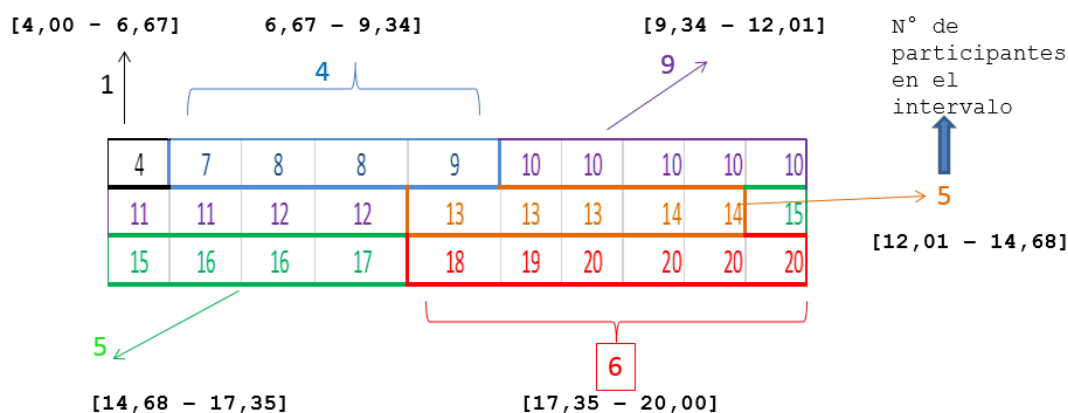 [4,00 – 6,67]
6,67 – 9,34]
[9,34 – 12,01]
N° de
participantes
en el
intervalo
1
4
9
4 7 8 8 9 10 10 10 10 10
11 11 12 12 13 13 13 14 14 15
15 16 16 17 18 19 20 20 20 20
5
[12,01 – 14,68]
5
6
[14,68 – 17,35]
[17,35 – 20,00]